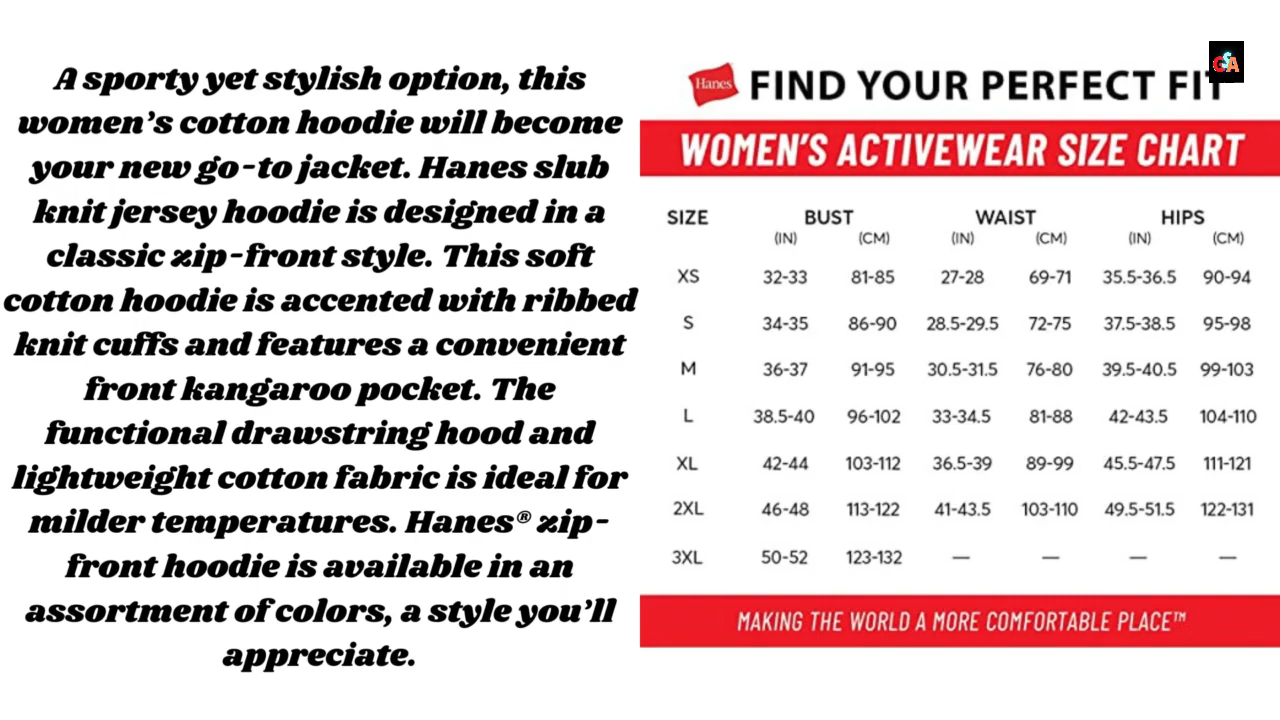 A sporty yet stylish option, this
women's cotton hoodie will become
your new go-to jacket. Hanes slub
knit jersey hoodie is designed in a
classic zip-front style. This soft
cotton hoodie is accented with ribbed
knit cuffs and features a convenient
front kangaroo pocket. The
functional drawstring hood and
lightweight cotton fabric is ideal for
milder temperatures. Hanes® zip-
front hoodie is available in an
assortment of colors, a style you'll
appreciate.
Hanes FIND YOUR PERFECT FIT
GSA
WOMEN'S ACTIVEWEAR SIZE CHART
SIZE BUST WAIST HIPS
(IN) (CM) (IN) (CM) (IN) (CM)
XS 32-33 81-85 27-28 69-71 35.5-36.5 90-94
S 34-35 86-90 28.5-29.5 72-75 37.5-38.5 95-98
M 36-37 91-95 30.5-31.5 76-80 39.5-40.5 99-103
L 38.5-40 96-102 33-34.5 81-88 42-43.5 104-110
XL 42-44 103-112 36.5-39 89-99 45.5-47.5 111-121
2XL 46-48 113-122 41-43.5 103-110 49.5-51.5 122-131
3XL 50-52 123-132 — — — —
MAKING THE WORLD A MORE COMFORTABLE PLACE™